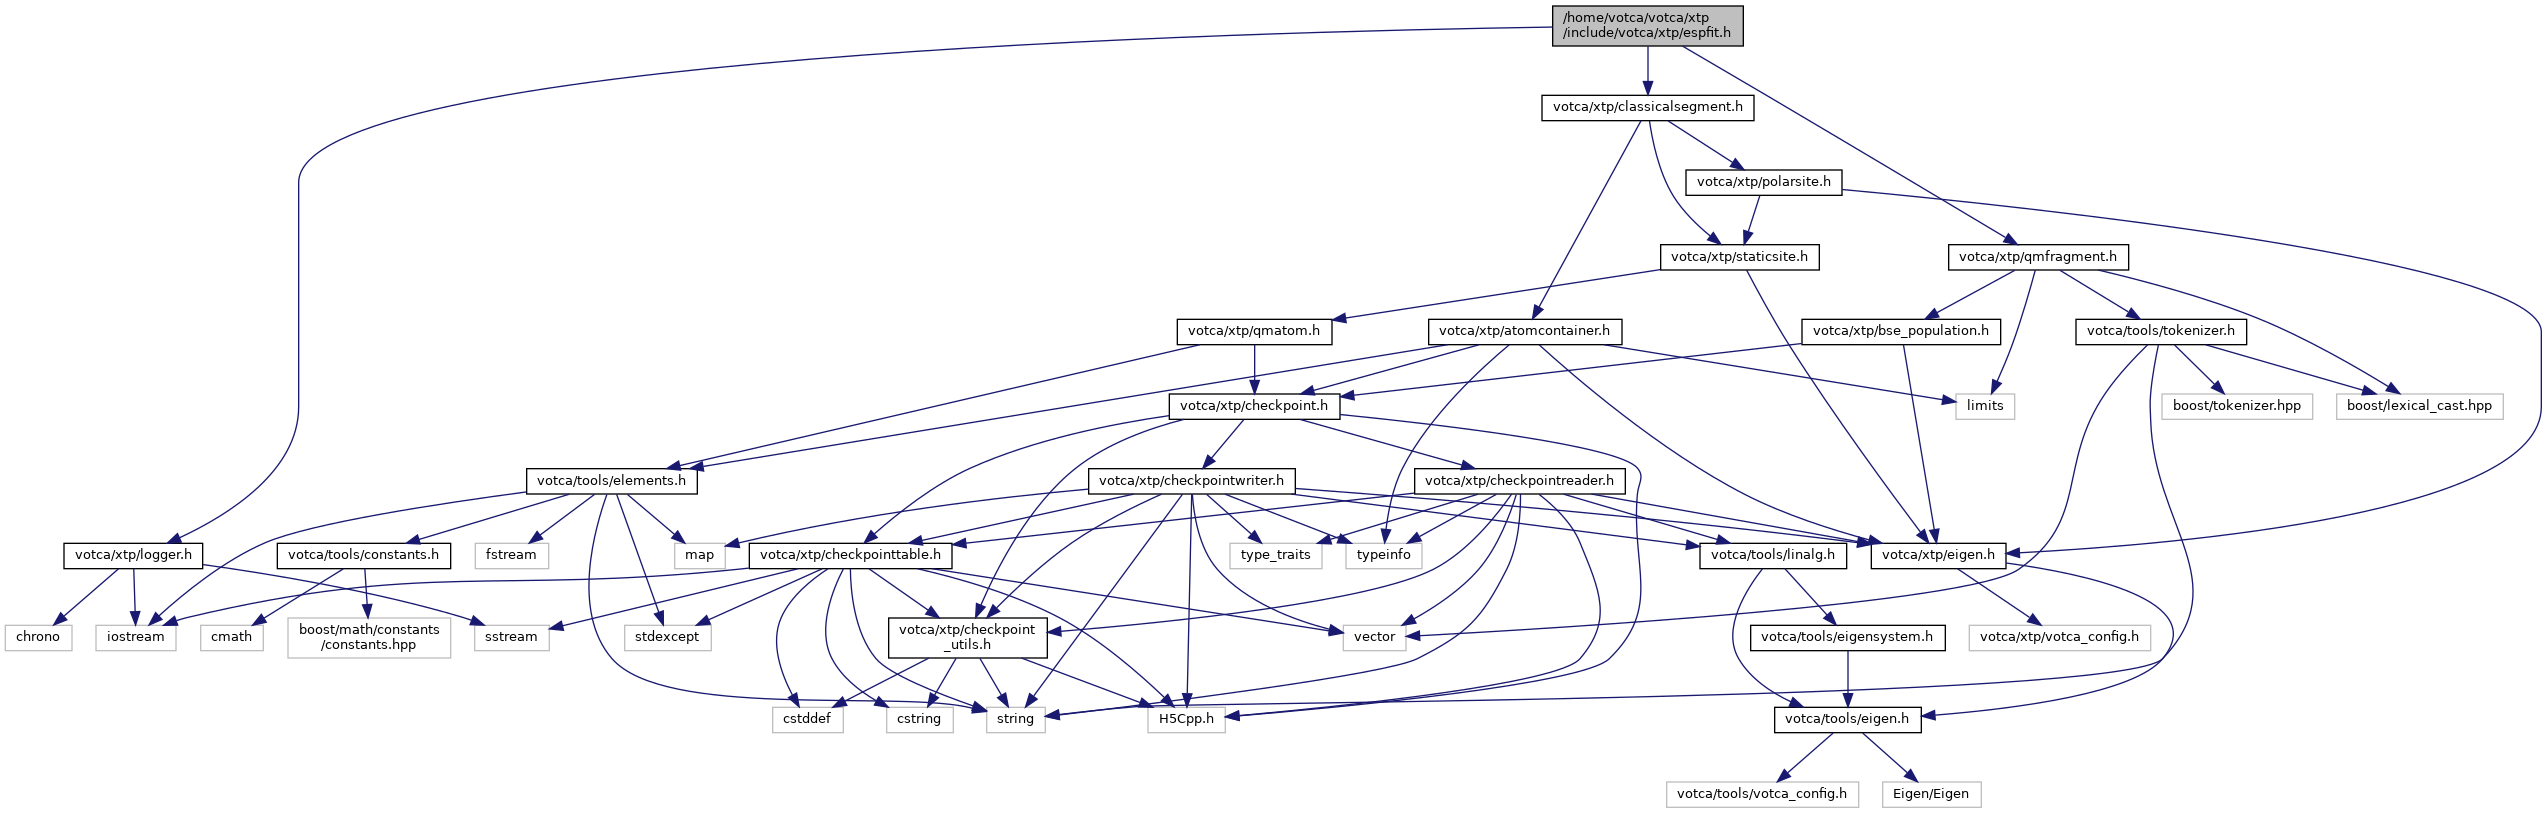 /home/votca/votca/xtp
/include/votca/xtp/espfit.h
votca/xtp/classicalsegment.h
votca/xtp/polarsite.h
votca/xtp/staticsite.h
votca/xtp/qmfragment.h
votca/xtp/qmatom.h
votca/xtp/atomcontainer.h
votca/xtp/bse_population.h
votca/tools/tokenizer.h
votca/xtp/checkpoint.h
limits
boost/tokenizer.hpp
boost/lexical_cast.hpp
votca/tools/elements.h
votca/xtp/checkpointwriter.h
votca/xtp/checkpointreader.h
votca/xtp/logger.h
votca/tools/constants.h
fstream
map
votca/xtp/checkpointtable.h
type_traits
typeinfo
votca/tools/linalg.h
votca/xtp/eigen.h
chrono
iostream
cmath
boost/math/constants
/constants.hpp
sstream
stdexcept
votca/xtp/checkpoint
_utils.h
vector
votca/tools/eigensystem.h
votca/xtp/votca_config.h
cstddef
cstring
string
H5Cpp.h
votca/tools/eigen.h
votca/tools/votca_config.h
Eigen/Eigen